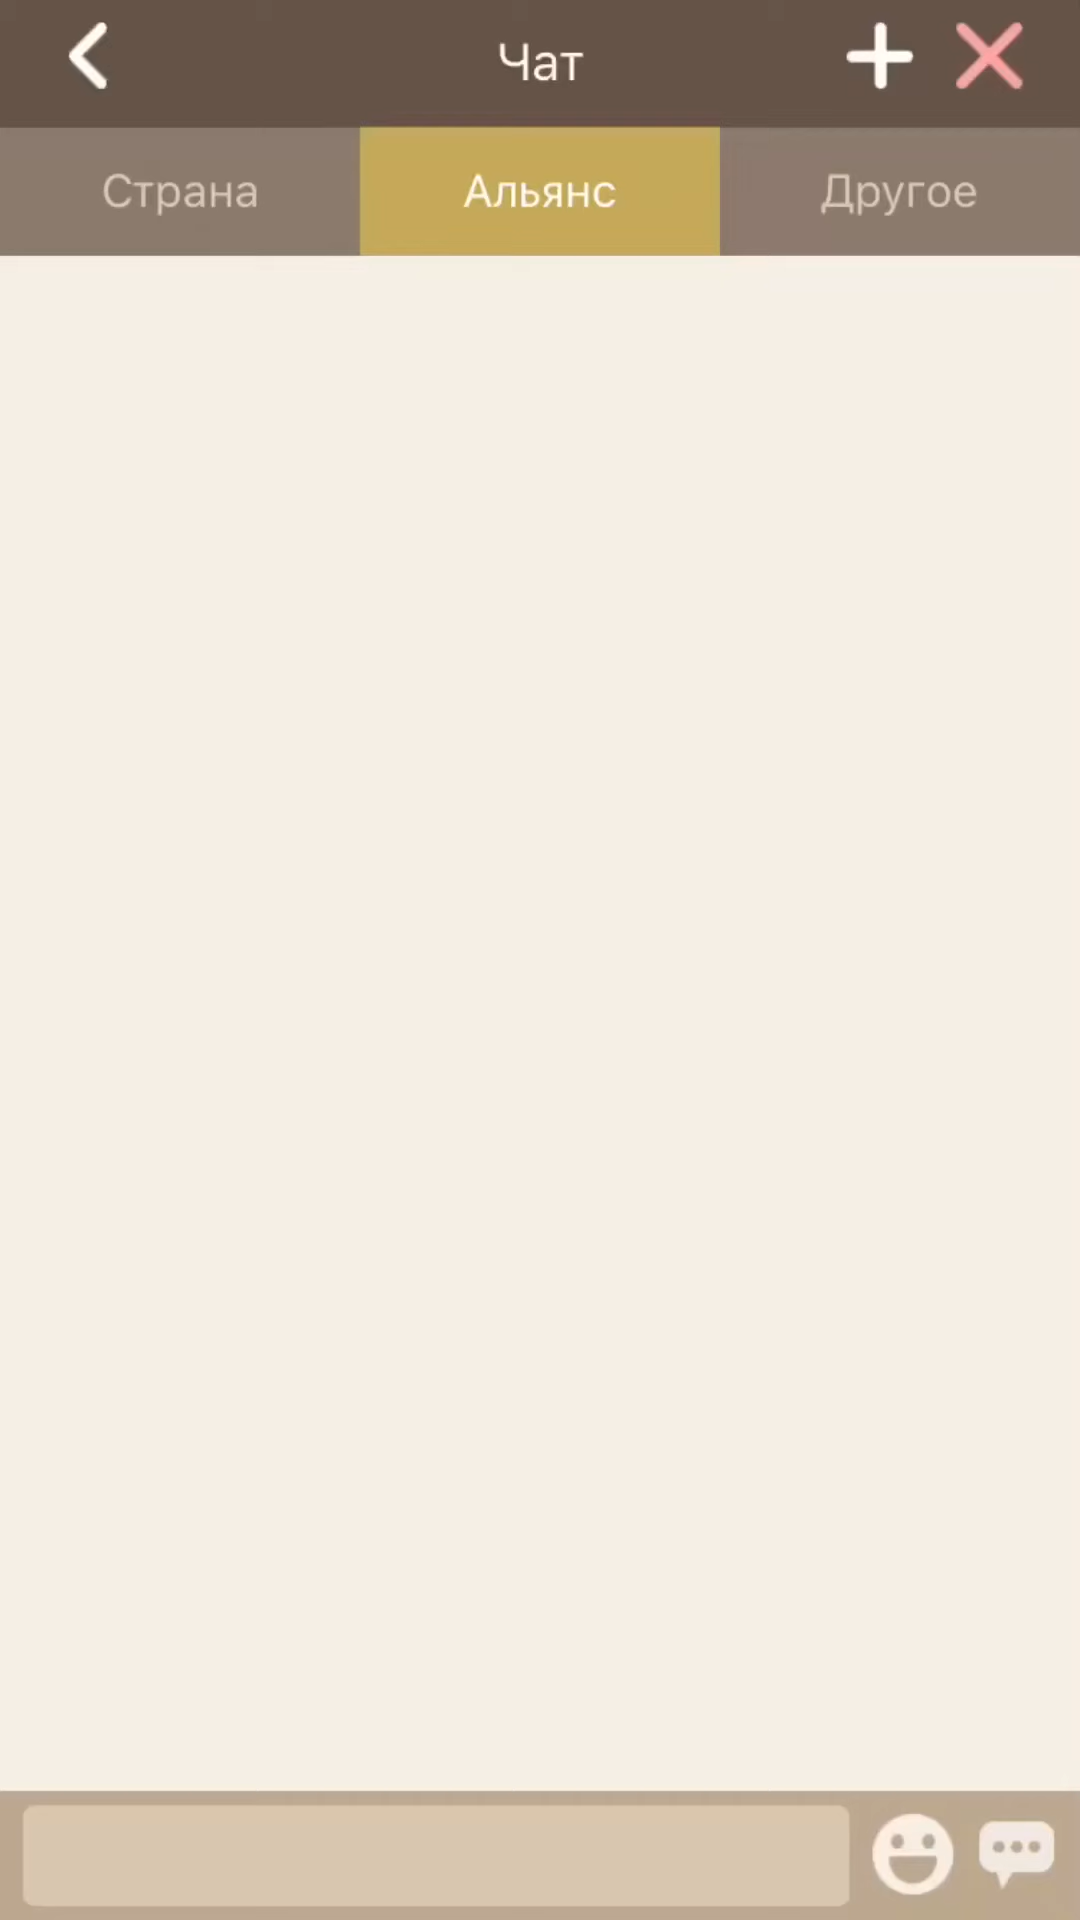 Чат
Страна
Альянс
Другое